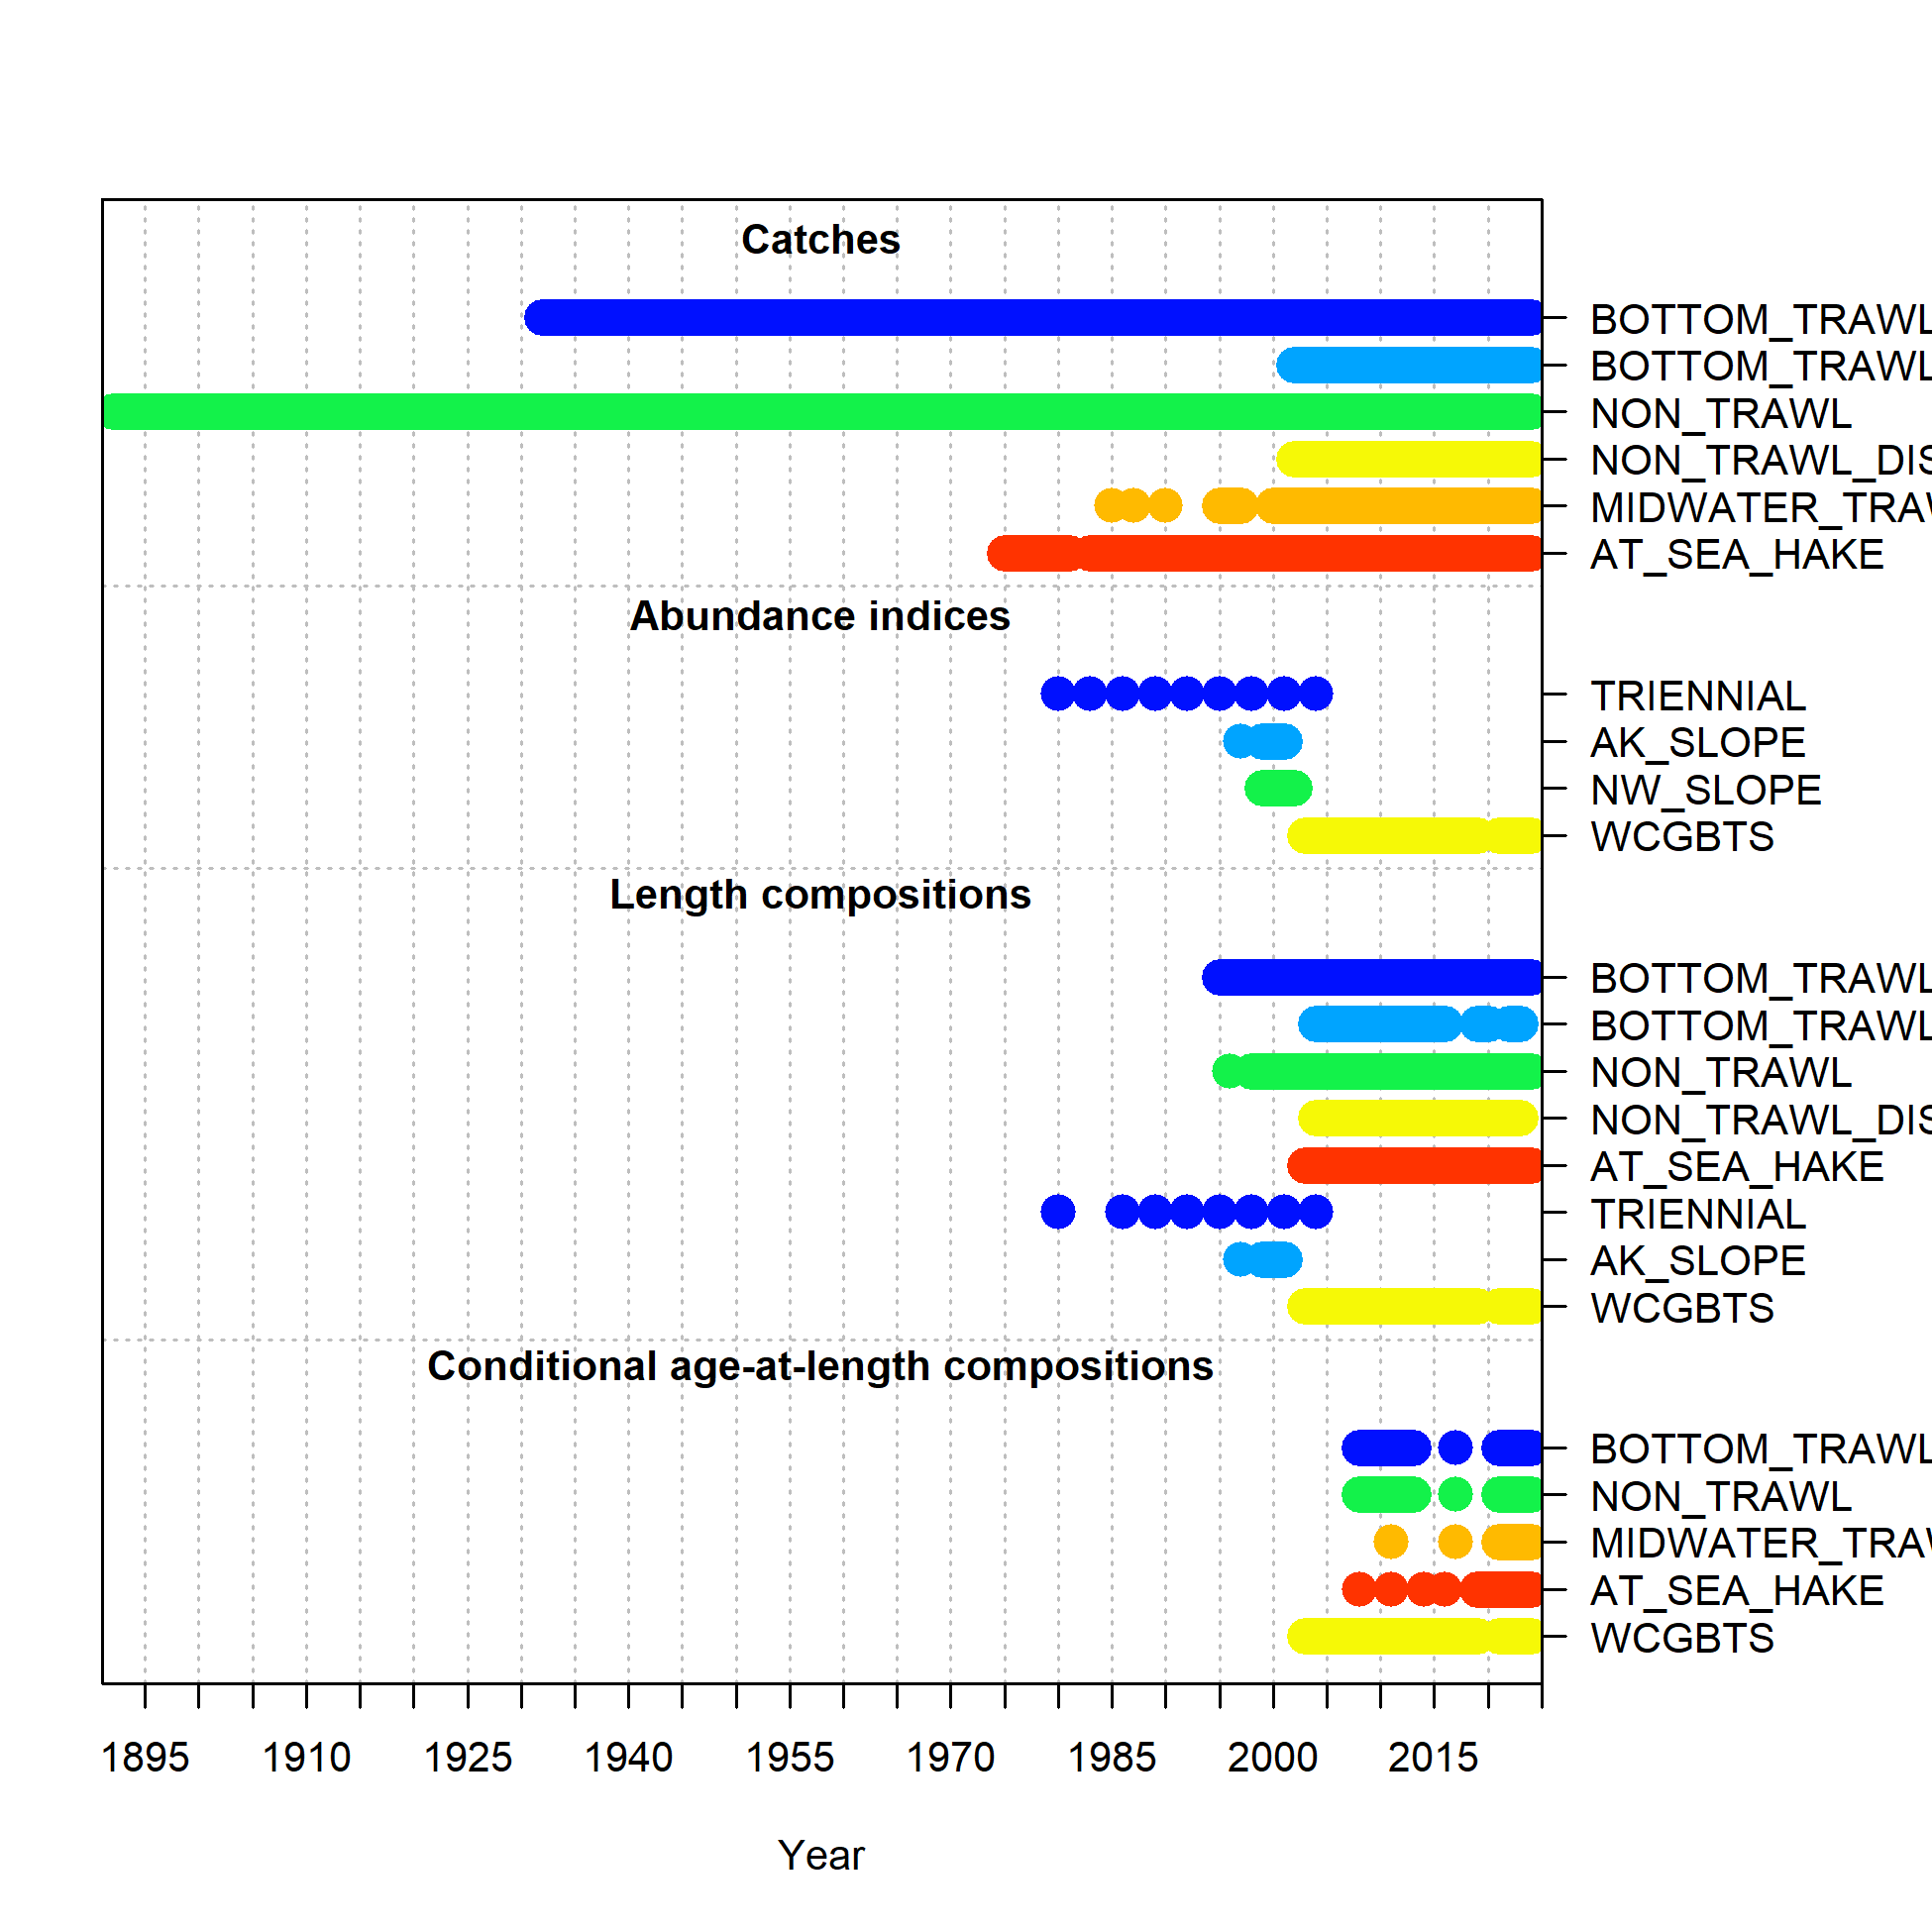 Catches
BOTTOM_TRAWL
BOTTOM_TRAWL
NON_TRAWL
NON_TRAWL_DIS
MIDWATER_TRAW
AT_SEA_HAKE
Abundance indices
TRIENNIAL
AK_SLOPE
NW_SLOPE
WCGBTS
Length compositions
BOTTOM_TRAWL
BOTTOM_TRAWL
NON_TRAWL
NON_TRAWL_DIS
AT_SEA_HAKE
TRIENNIAL
AK_SLOPE
WCGBTS
Conditional age-at-length compositions
BOTTOM_TRAWL
NON_TRAWL
MIDWATER_TRAW
AT_SEA_HAKE
WCGBTS
1895 1910 1925 1940 1955 1970 1985 2000 2015
Year